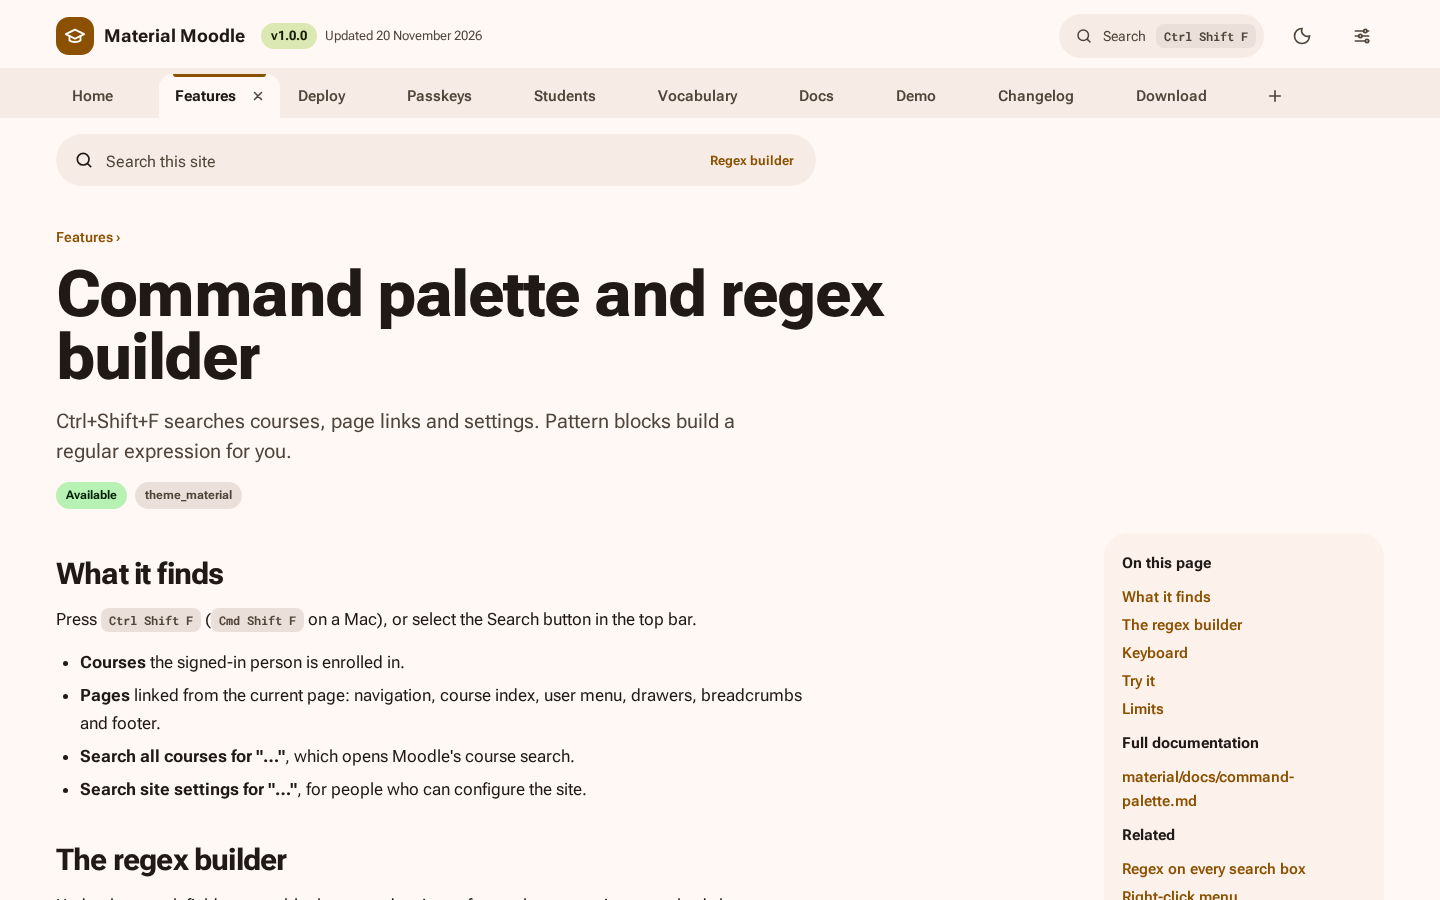 Material Moodle
v1.0.0
Updated 20 November 2026
Search
Ctrl Shift F
Home
Features
Deploy
Passkeys
Students
Vocabulary
Docs
Demo
Changelog
Download
Search this site
Regex builder
Features ›
Command palette and regex
builder
Ctrl+Shift+F searches courses, page links and settings. Pattern blocks build a
regular expression for you.
Available
theme_material
What it finds
Press Ctrl Shift F (Cmd Shift F on a Mac), or select the Search button in the top bar.
• Courses the signed-in person is enrolled in.
• Pages linked from the current page: navigation, course index, user menu, drawers, breadcrumbs
and footer.
• Search all courses for "…", which opens Moodle's course search.
• Search site settings for "…", for people who can configure the site.
The regex builder
On this page
What it finds
The regex builder
Keyboard
Try it
Limits
Full documentation
material/docs/command-
palette.md
Related
Regex on every search box
Right-click menu